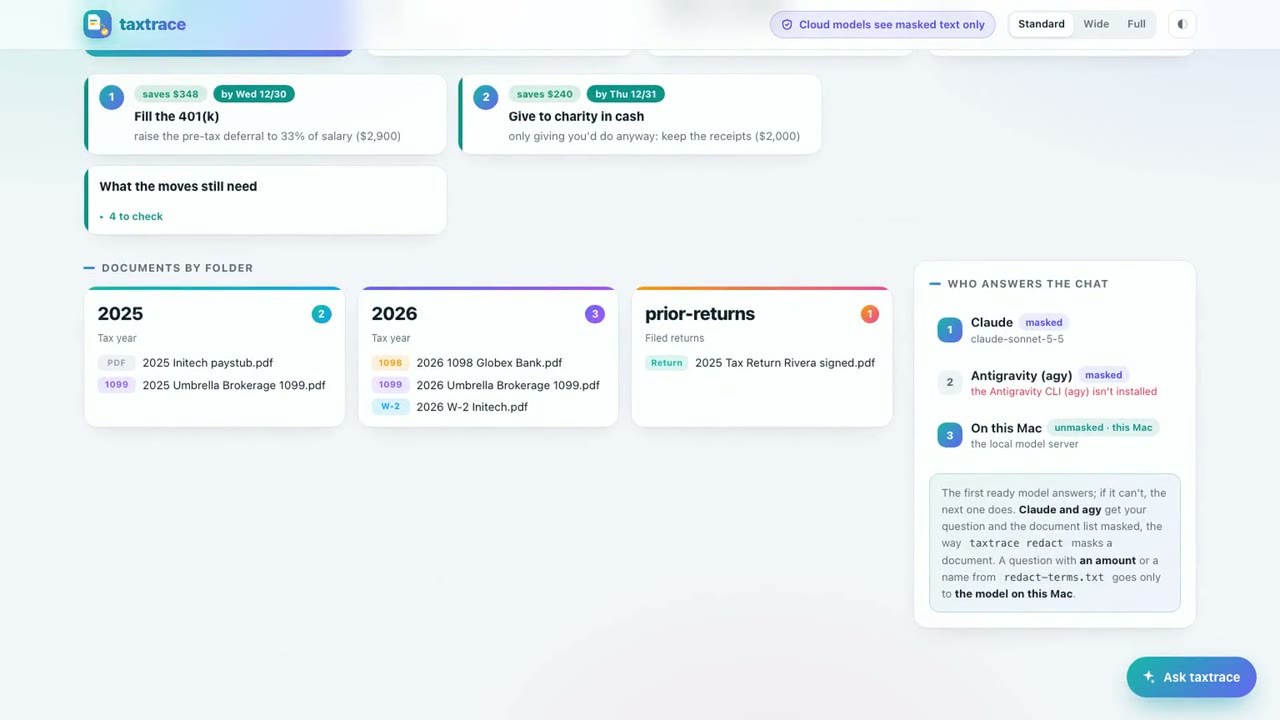 taxtrace
Cloud models see masked text only
Standard Wide Full
1 saves $348 by Wed 12/30
Fill the 401(k)
raise the pre-tax deferral to 33% of salary ($2,900)
2 saves $240 by Thu 12/31
Give to charity in cash
only giving you'd do anyway: keep the receipts ($2,000)
What the moves still need
4 to check
DOCUMENTS BY FOLDER
2025 2
Tax year
PDF 2025 Initech paystub.pdf
1099 2025 Umbrella Brokerage 1099.pdf
2026 3
Tax year
1098 2026 1098 Globex Bank.pdf
1099 2026 Umbrella Brokerage 1099.pdf
W-2 2026 W-2 Initech.pdf
prior-returns 1
Filed returns
Return 2025 Tax Return Rivera signed.pdf
WHO ANSWERS THE CHAT
1 Claude masked
claude-sonnet-5-5
2 Antigravity (agy) masked
the Antigravity CLI (agy) isn't installed
3 On this Mac unmasked · this Mac
the local model server
The first ready model answers; if it can't, the
next one does. Claude and agy get your
question and the document list masked, the
way taxtrace redact masks a
document. A question with an amount or a
name from redact-terms.txt goes only
to the model on this Mac.
Ask taxtrace